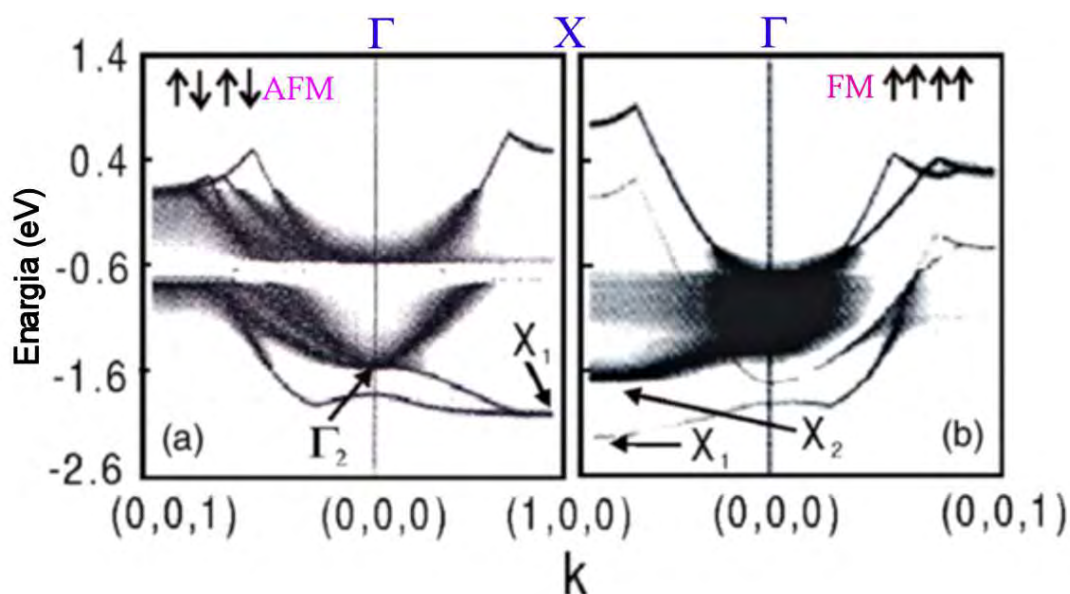 Γ X Γ
1.4
0.4
-0.6
-1.6
-2.6
Enargia (eV)
↑↓↑↓ AFM
FM ↑↑↑↑
X₁
Γ₂
(a)
X₂
X₁
(b)
(0,0,1) (0,0,0) (1,0,0) (0,0,0) (0,0,1)
k